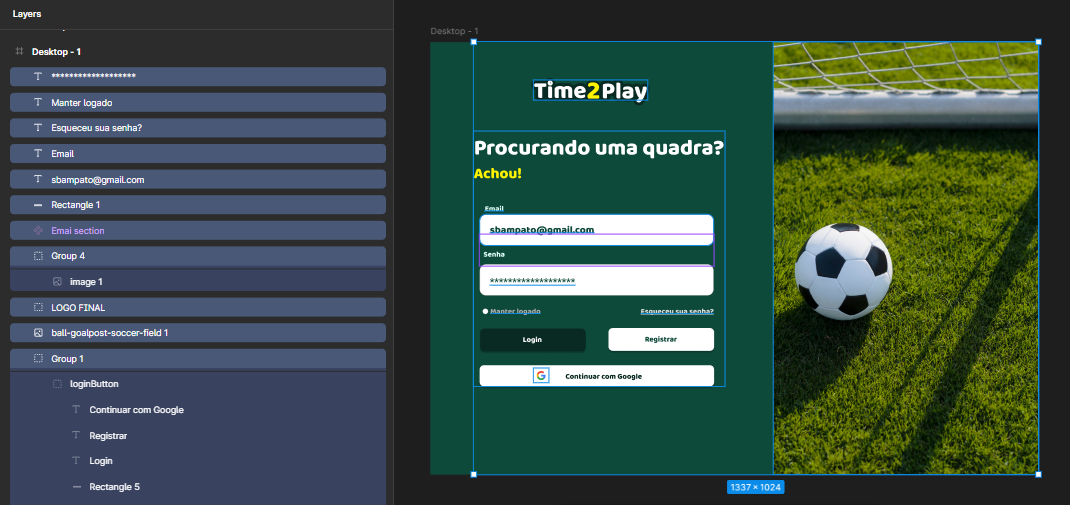 Layers
Desktop - 1
*******************
Manter logado
Esqueceu sua senha?
Email
sbampato@gmail.com
Rectangle 1
Emai section
Group 4
image 1
LOGO FINAL
ball-goalpost-soccer-field 1
Group 1
loginButton
Continuar com Google
Registrar
Login
Rectangle 5
Desktop - 1
Time2Play
Procurando uma quadra?
Achou!
Email
sbampato@gmail.com
Senha
*******************
Manter logado Esqueceu sua senha?
Login Registrar
G Continuar com Google
1337 × 1024